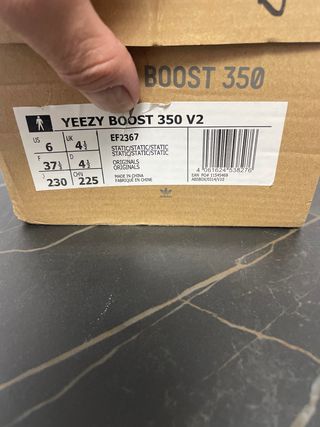 BOOST 350
YEEZY BOOST 350 V2
US 6 UK 4½ EF2367
STATIC/STATIC/STATIC
STATIC/STATIC/STATIC
F 37⅓ D 4½ ORIGINALS
ORIGINALS
J 230 CHN 225 MADE IN CHINA
FABRIQUÉ EN CHINE
4 061624 538276